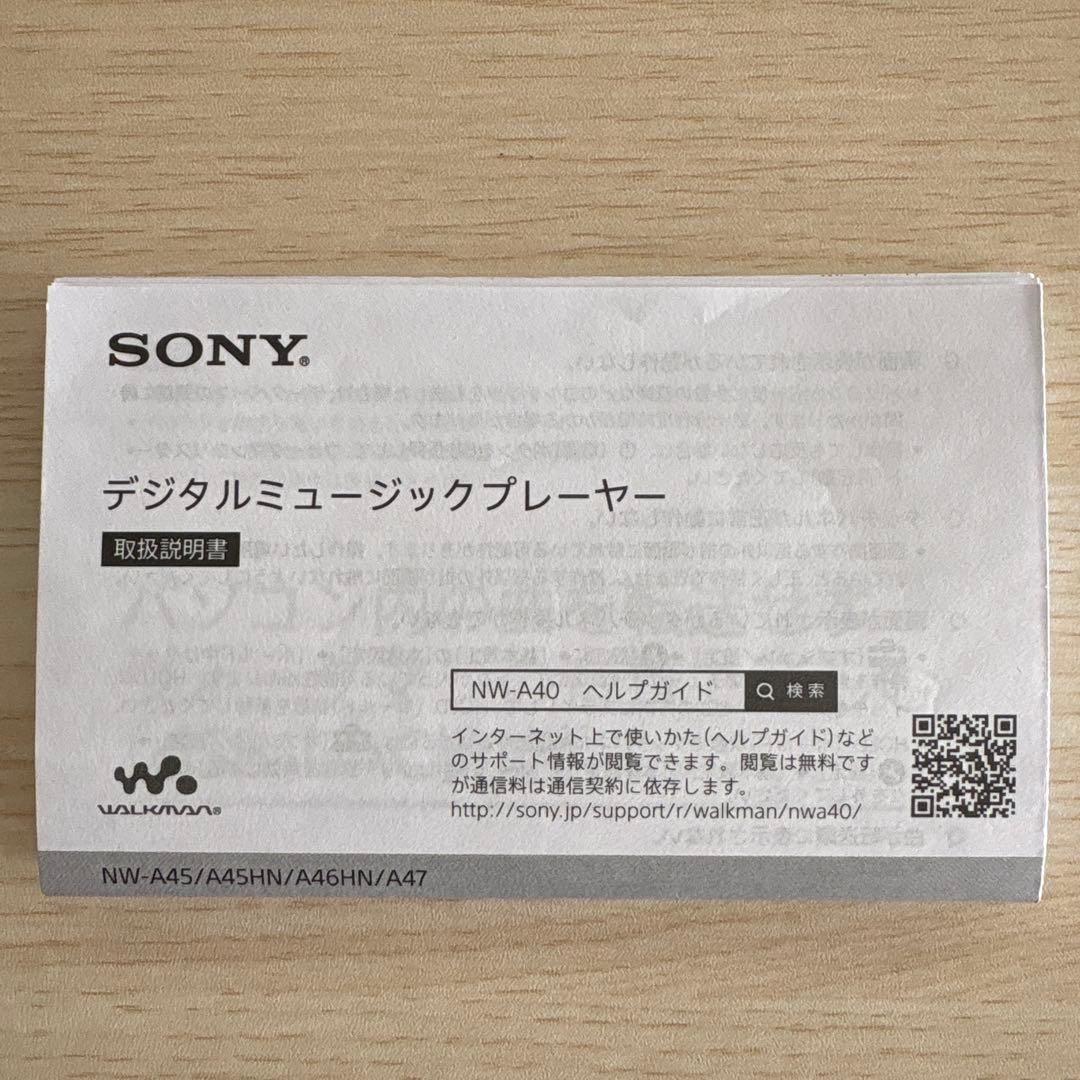 SONY®
デジタルミュージックプレーヤー
取扱説明書
NW-A40 ヘルプガイド 検索
インターネット上で使いかた(ヘルプガイド)など
のサポート情報が閲覧できます。閲覧は無料です
が通信料は通信契約に依存します。
http://sony.jp/support/r/walkman/nwa40/
WALKMAN®
NW-A45/A45HN/A46HN/A47